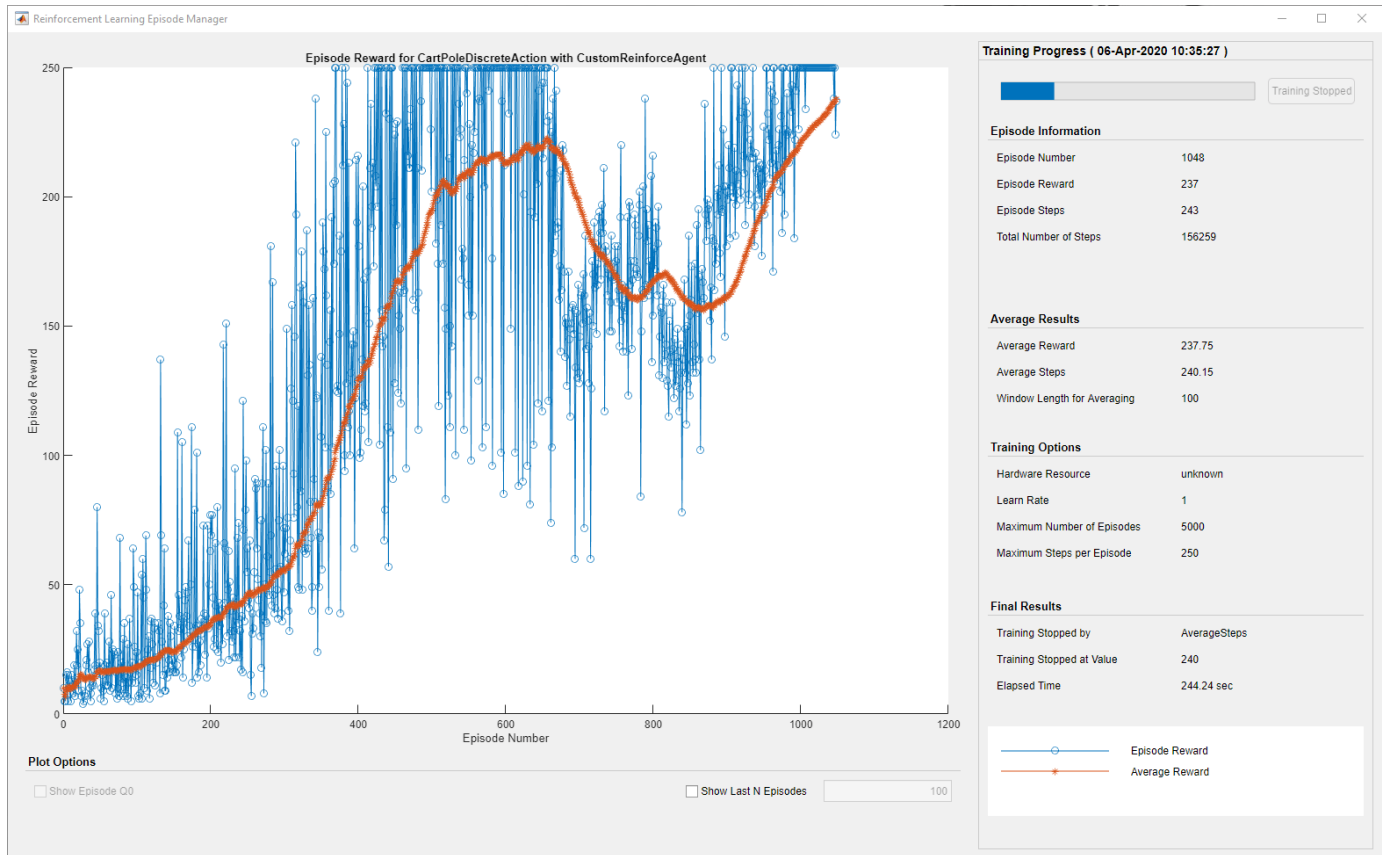 Reinforcement Learning Episode Manager
Episode Reward for CartPoleDiscreteAction with CustomReinforceAgent
250
200
150
100
50
0
Episode Reward
0 200 400 600 800 1000 1200
Episode Number
Plot Options
Show Episode Q0
Show Last N Episodes 100
Training Progress ( 06-Apr-2020 10:35:27 )
Training Stopped
Episode Information
Episode Number 1048
Episode Reward 237
Episode Steps 243
Total Number of Steps 156259
Average Results
Average Reward 237.75
Average Steps 240.15
Window Length for Averaging 100
Training Options
Hardware Resource unknown
Learn Rate 1
Maximum Number of Episodes 5000
Maximum Steps per Episode 250
Final Results
Training Stopped by AverageSteps
Training Stopped at Value 240
Elapsed Time 244.24 sec
Episode Reward
Average Reward